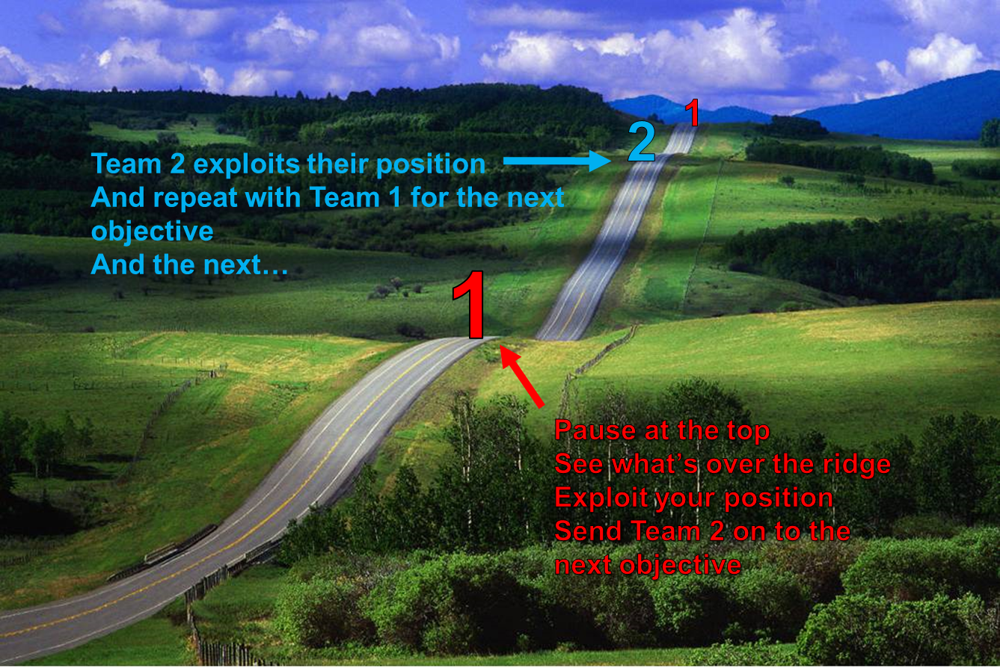 1
2
Team 2 exploits their position
And repeat with Team 1 for the next
objective
And the next…
1
Pause at the top
See what's over the ridge
Exploit your position
Send Team 2 on to the
next objective